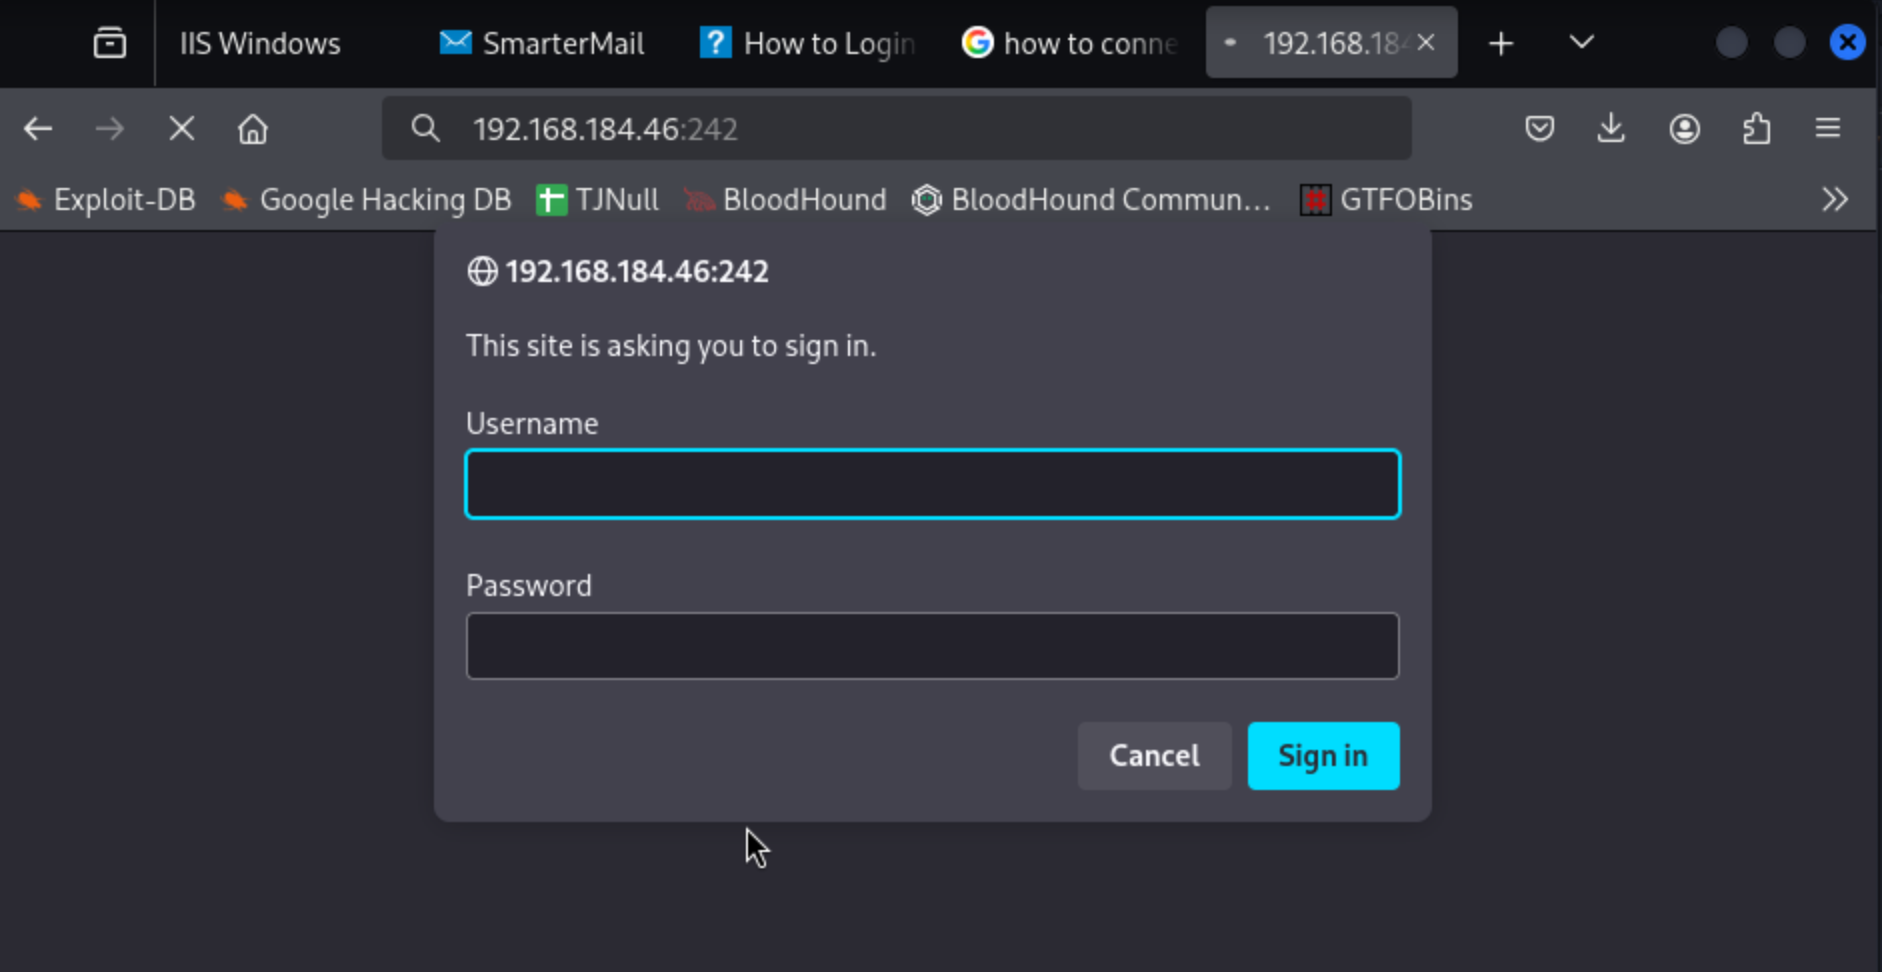 IIS Windows SmarterMail How to Login how to conne 192.168.184
192.168.184.46:242
Exploit-DB Google Hacking DB TJNull BloodHound BloodHound Commun... GTFOBins
192.168.184.46:242
This site is asking you to sign in.
Username
Password
Cancel Sign in